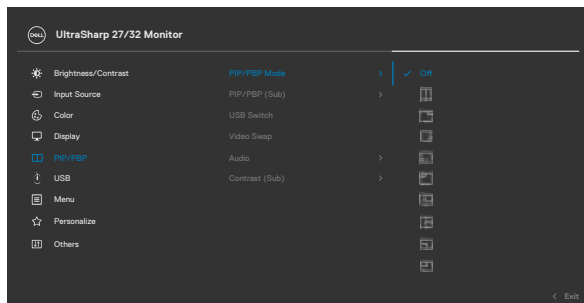 DELL UltraSharp 27/32 Monitor
Brightness/Contrast PIP/PBP Mode Off
Input Source PIP/PBP (Sub)
Color USB Switch
Display Video Swap
PIP/PBP Audio
USB Contrast (Sub)
Menu
Personalize
Others
Exit